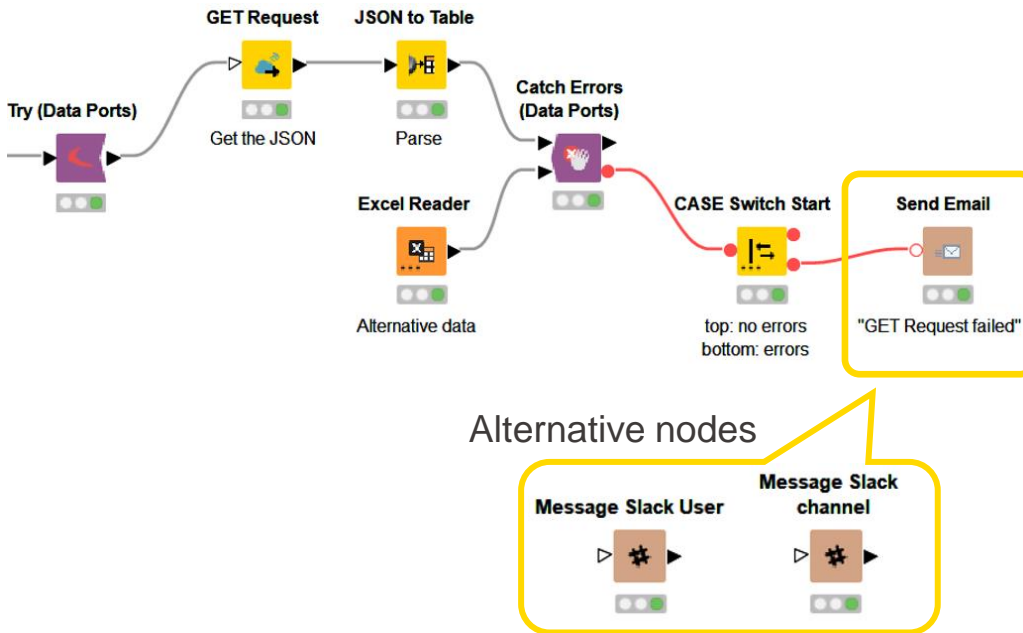 GET Request
JSON to Table
Try (Data Ports)
Get the JSON
Parse
Catch Errors
(Data Ports)
Excel Reader
Alternative data
CASE Switch Start
top: no errors
bottom: errors
Send Email
"GET Request failed"
Alternative nodes
Message Slack User
Message Slack
channel